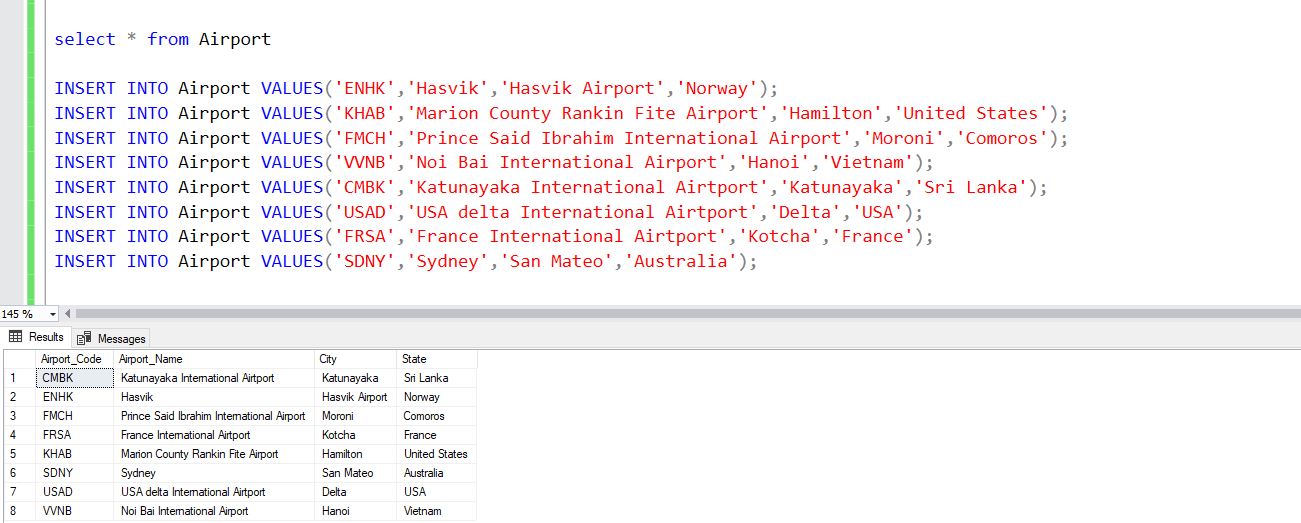 select * from Airport
INSERT INTO Airport VALUES('ENHK','Hasvik','Hasvik Airport','Norway');
INSERT INTO Airport VALUES('KHAB','Marion County Rankin Fite Airport','Hamilton','United States');
INSERT INTO Airport VALUES('FMCH','Prince Said Ibrahim International Airport','Moroni','Comoros');
INSERT INTO Airport VALUES('VVNB','Noi Bai International Airport','Hanoi','Vietnam');
INSERT INTO Airport VALUES('CMBK','Katunayaka International Airtport','Katunayaka','Sri Lanka');
INSERT INTO Airport VALUES('USAD','USA delta International Airtport','Delta','USA');
INSERT INTO Airport VALUES('FRSA','France International Airtport','Kotcha','France');
INSERT INTO Airport VALUES('SDNY','Sydney','San Mateo','Australia');
145 %
Results Messages
Airport_Code Airport_Name City State
1 CMBK Katunayaka International Airtport Katunayaka Sri Lanka
2 ENHK Hasvik Hasvik Airport Norway
3 FMCH Prince Said Ibrahim International Airport Moroni Comoros
4 FRSA France International Airtport Kotcha France
5 KHAB Marion County Rankin Fite Airport Hamilton United States
6 SDNY Sydney San Mateo Australia
7 USAD USA delta International Airtport Delta USA
8 VVNB Noi Bai International Airport Hanoi Vietnam